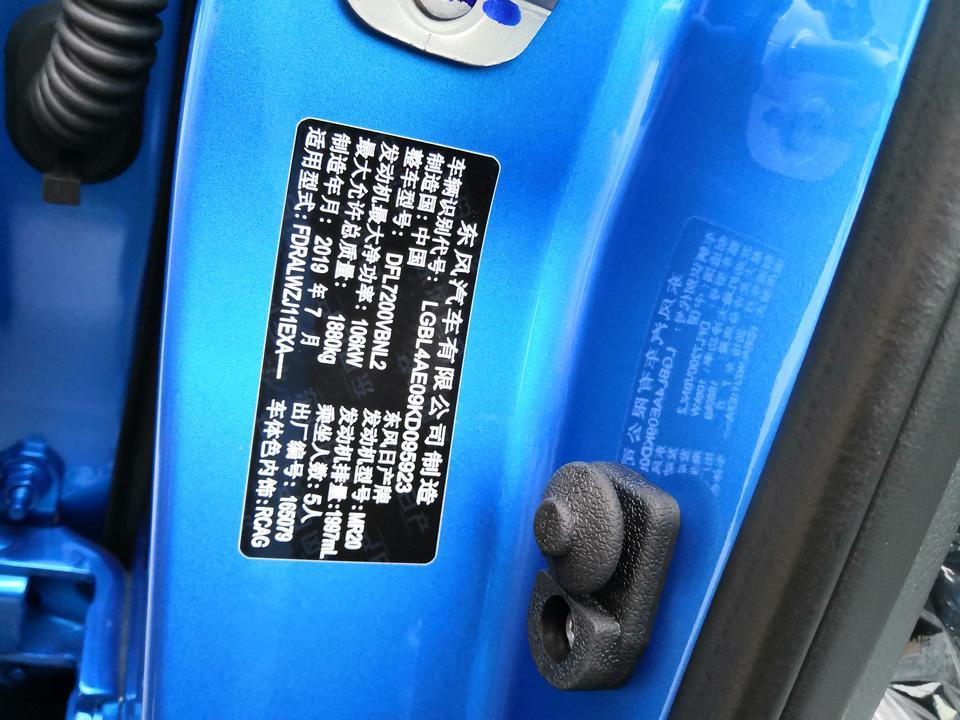 东风汽车有限公司制造
车辆识别代号: LGBL4AE09KD095923
制造国: 中国 东风日产牌
整车型号: DFL7200VBNL2 发动机型号: MR20
发动机最大净功率: 106kW 发动机排量: 1997mL
最大允许总质量: 1880kg 乘坐人数: 5人
制造年月: 2019 年 7 月 出厂编号: 165079
适用型式: FDRALWZJ11EXA— 车体色内饰: RCAG